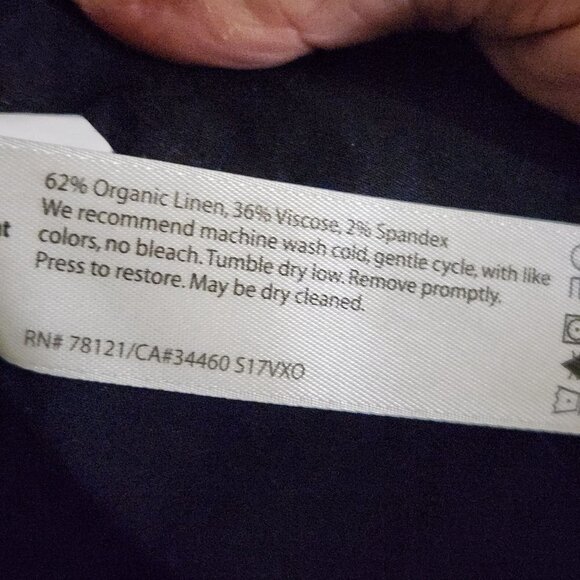 62% Organic Linen, 36% Viscose, 2% Spandex
We recommend machine wash cold, gentle cycle, with like
colors, no bleach. Tumble dry low. Remove promptly.
Press to restore. May be dry cleaned.
RN# 78121/CA#34460 S17VXO